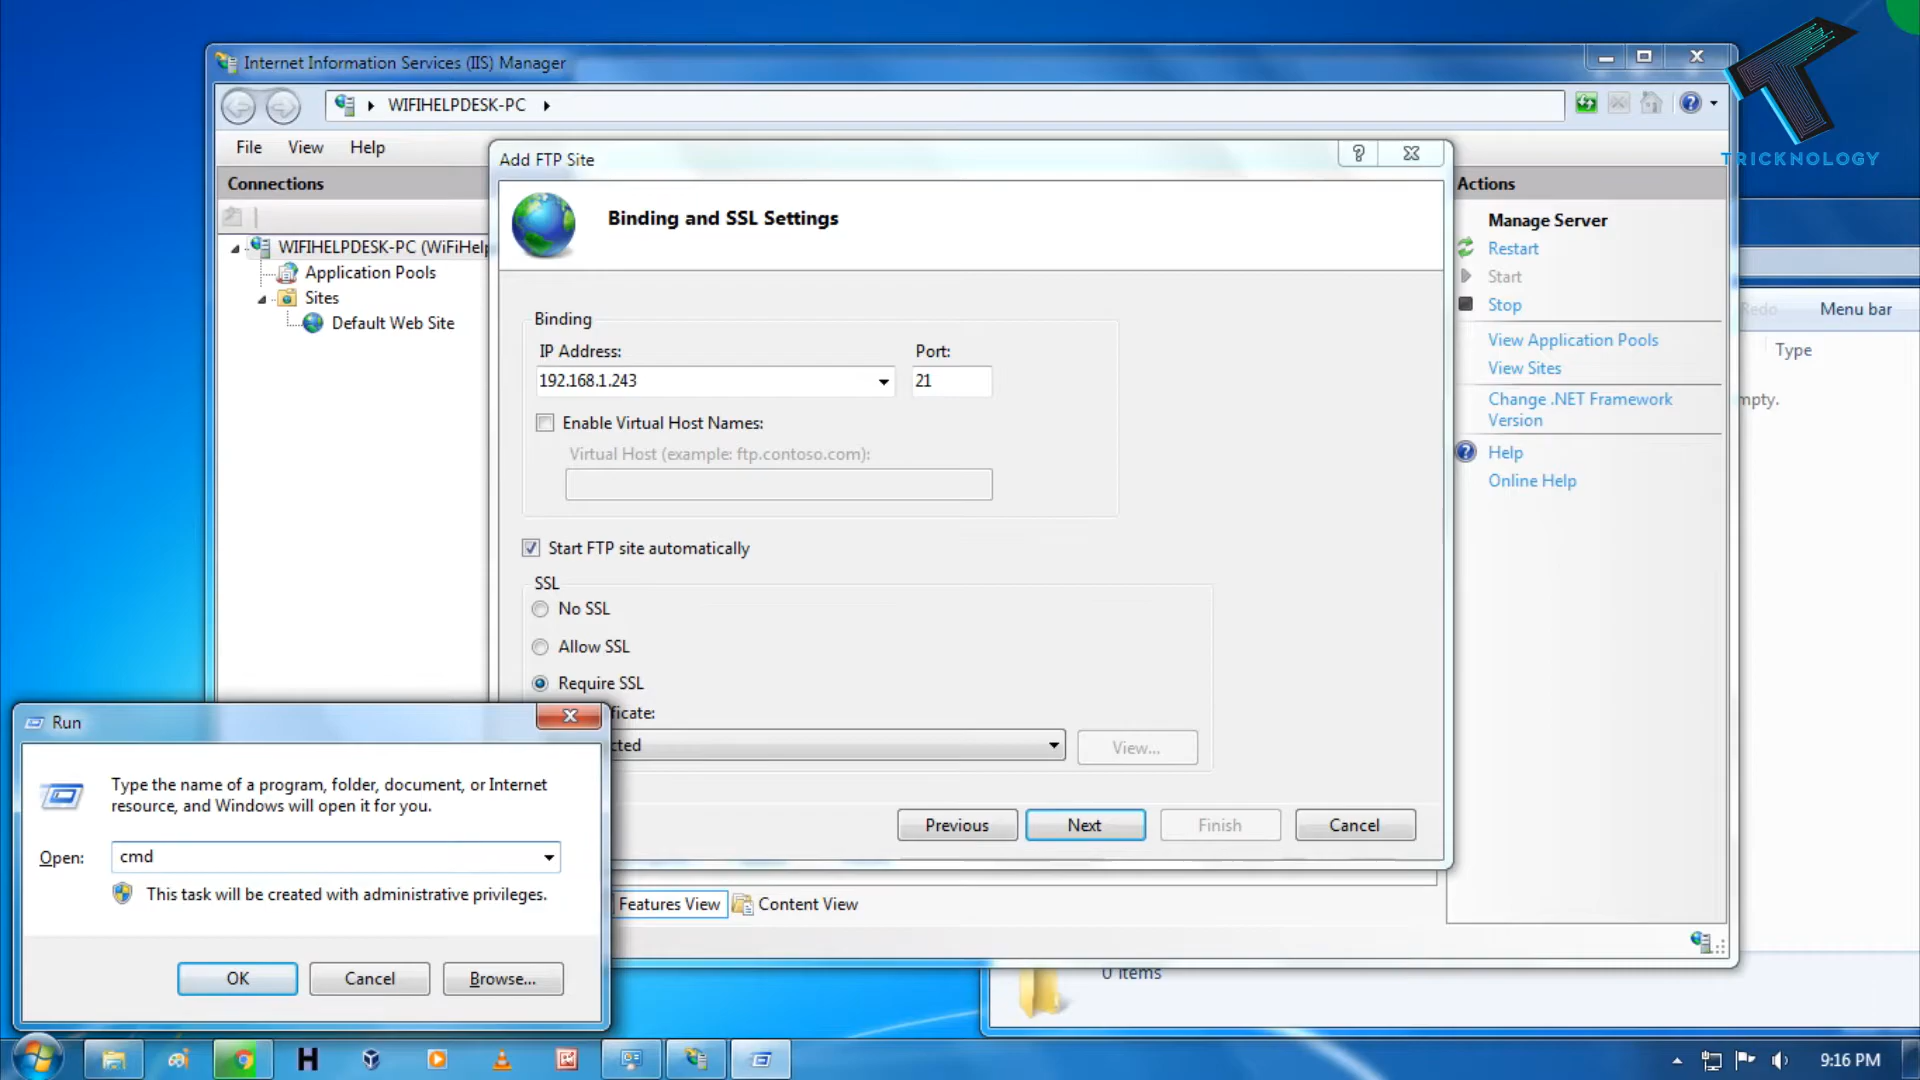 Internet Information Services (IIS) Manager
WIFIHELPDESK-PC
File View Help
Connections
WIFIHELPDESK-PC (WiFiHelp
Application Pools
Sites
Default Web Site
Add FTP Site
Binding and SSL Settings
Binding
IP Address:
Port:
192.168.1.243
21
Enable Virtual Host Names:
Virtual Host (example: ftp.contoso.com):
Start FTP site automatically
SSL
No SSL
Allow SSL
Require SSL
ficate:
cted
View...
Previous
Next
Finish
Cancel
Features View
Content View
Actions
Manage Server
Restart
Start
Stop
View Application Pools
View Sites
Change .NET Framework
Version
Help
Online Help
TRICKNOLOGY
Redo
Menu bar
Type
mpty.
0 items
Run
Type the name of a program, folder, document, or Internet
resource, and Windows will open it for you.
Open:
cmd
This task will be created with administrative privileges.
OK
Cancel
Browse...
9:16 PM